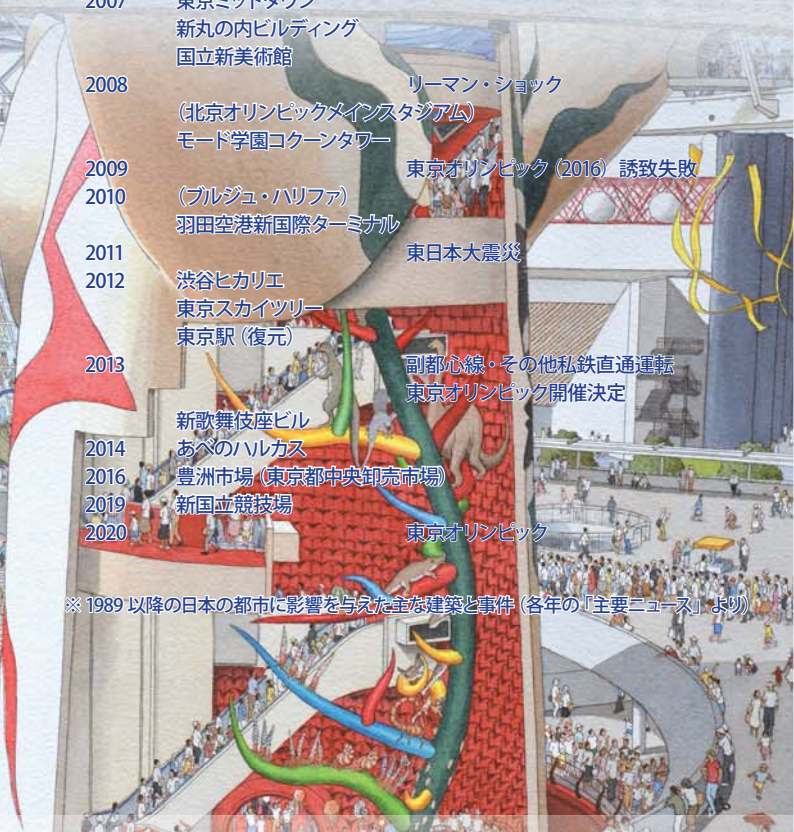 2007 東京ミッドタウン
新丸の内ビルディング
国立新美術館
2008 リーマン・ショック
（北京オリンピックメインスタジアム）
モード学園コクーンタワー
2009 東京オリンピック（2016）誘致失敗
2010 （ブルジュ・ハリファ）
羽田空港新国際ターミナル
2011 東日本大震災
2012 渋谷ヒカリエ
東京スカイツリー
東京駅（復元）
2013 副都心線・その他私鉄直通運転
東京オリンピック開催決定
新歌舞伎座ビル
2014 あべのハルカス
2016 豊洲市場（東京都中央卸売市場）
2019 新国立競技場
2020 東京オリンピック
※ 1989 以降の日本の都市に影響を与えた主な建築と事件（各年の「主要ニュース」より）